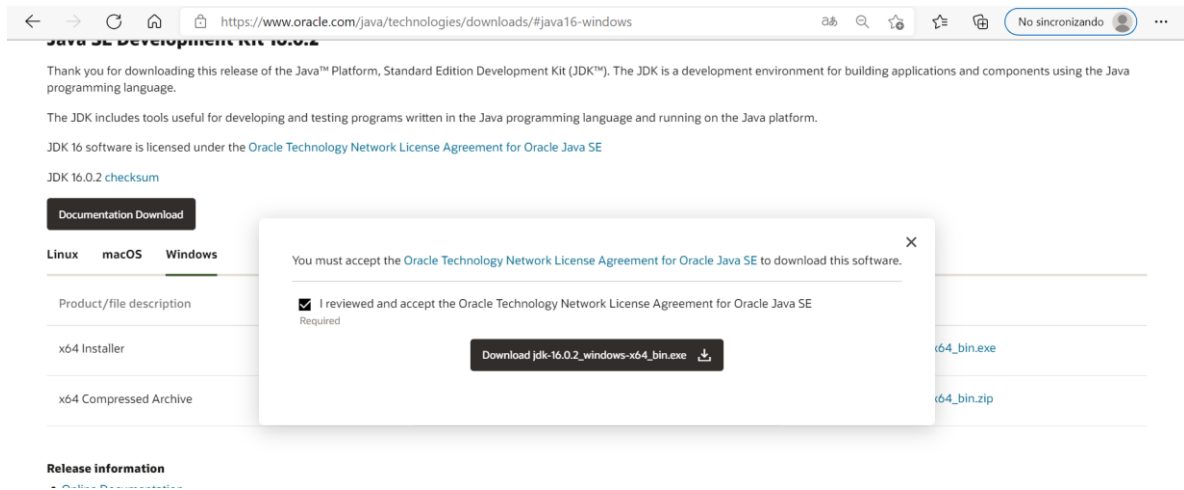 https://www.oracle.com/java/technologies/downloads/#java16-windows
No sincronizando
Java SE Development Kit 16.0.2
Thank you for downloading this release of the Java™ Platform, Standard Edition Development Kit (JDK™). The JDK is a development environment for building applications and components using the Java
programming language.
The JDK includes tools useful for developing and testing programs written in the Java programming language and running on the Java platform.
JDK 16 software is licensed under the Oracle Technology Network License Agreement for Oracle Java SE
JDK 16.0.2 checksum
Documentation Download
Linux macOS Windows
You must accept the Oracle Technology Network License Agreement for Oracle Java SE to download this software.
Product/file description
I reviewed and accept the Oracle Technology Network License Agreement for Oracle Java SE
Required
x64 Installer
Download jdk-16.0.2_windows-x64_bin.exe
x64_bin.exe
x64 Compressed Archive
x64_bin.zip
Release information
Online Documentation